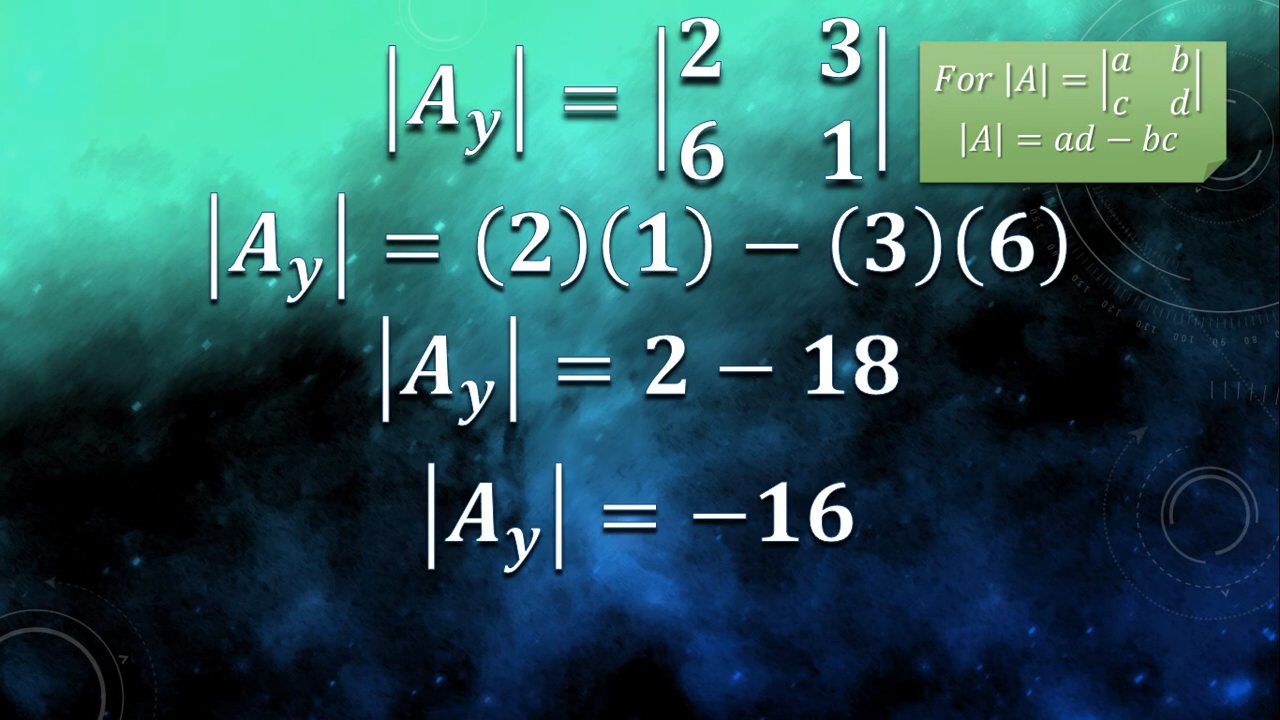 |A_y| = |2 3|
|6 1|
For |A| = |a b|
|c d|
|A| = ad − bc
|A_y| = (2)(1) − (3)(6)
|A_y| = 2 − 18
|A_y| = −16